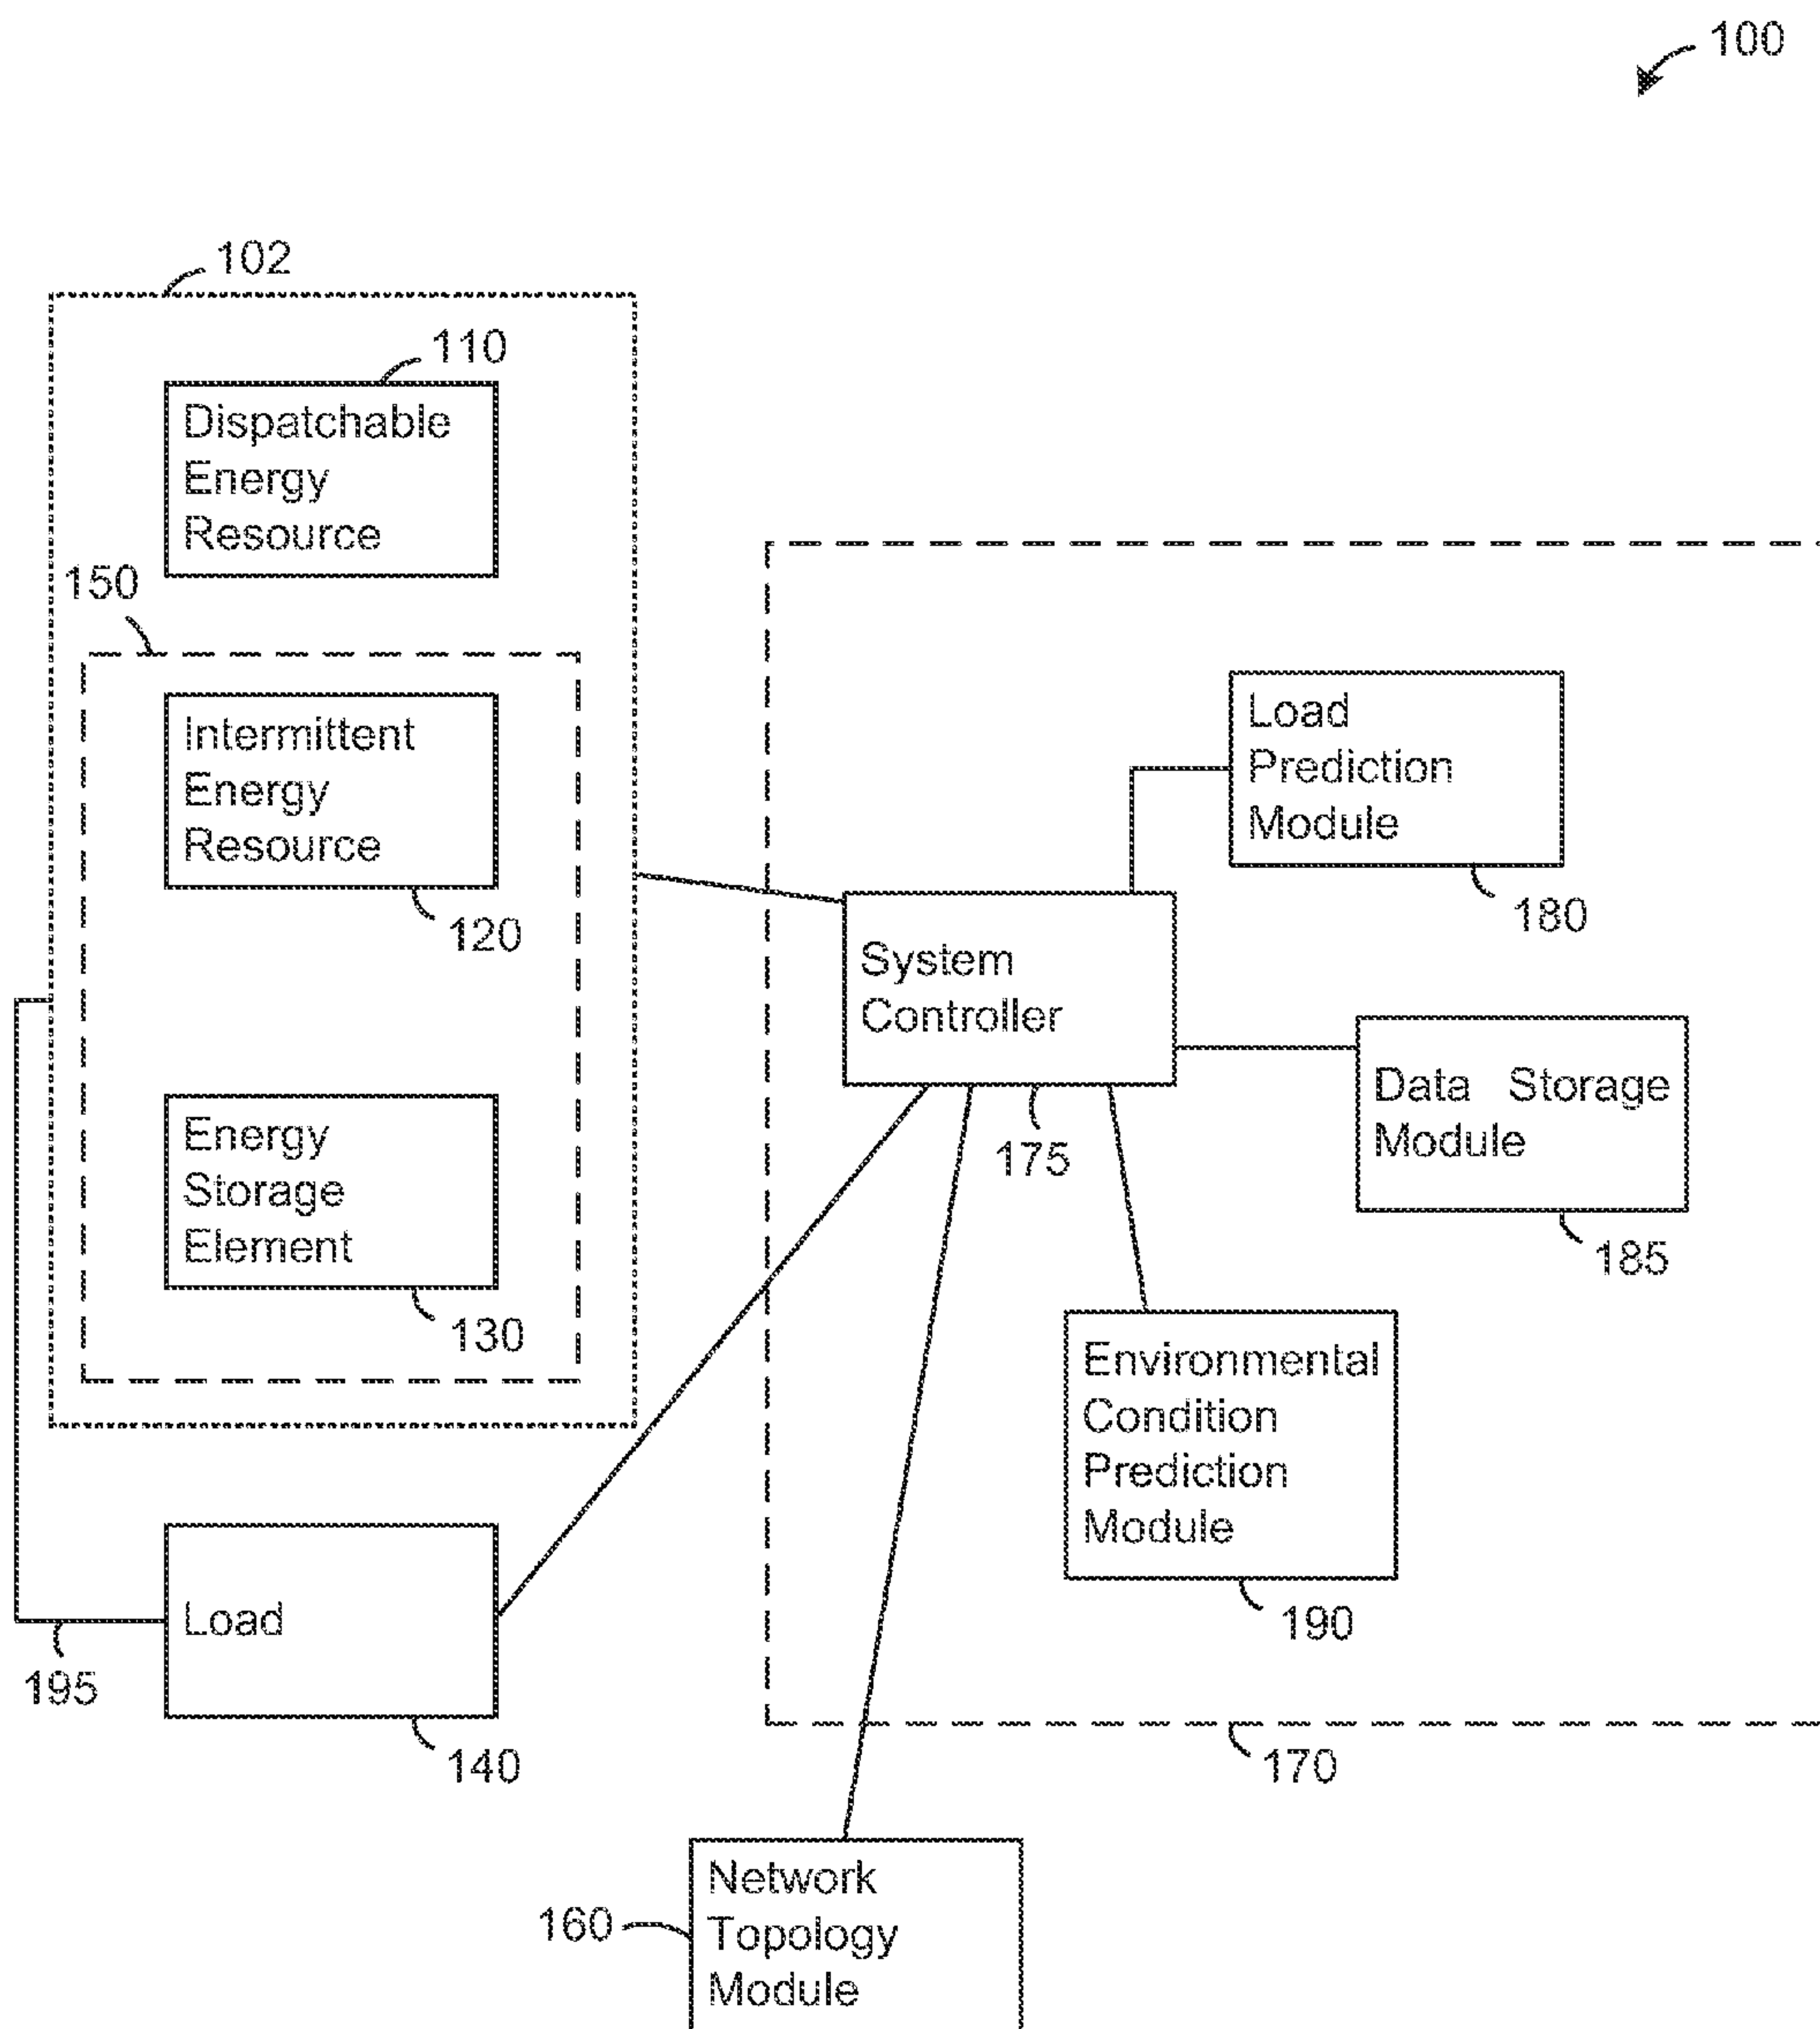 100
102
110
Dispatchable
Energy
Resource
150
Intermittent
Energy
Resource
120
Energy
Storage
Element
130
Load
Prediction
Module
180
System
Controller
175
Data Storage
Module
185
Environmental
Condition
Prediction
Module
190
Load
195
140
170
160
Network
Topology
Module